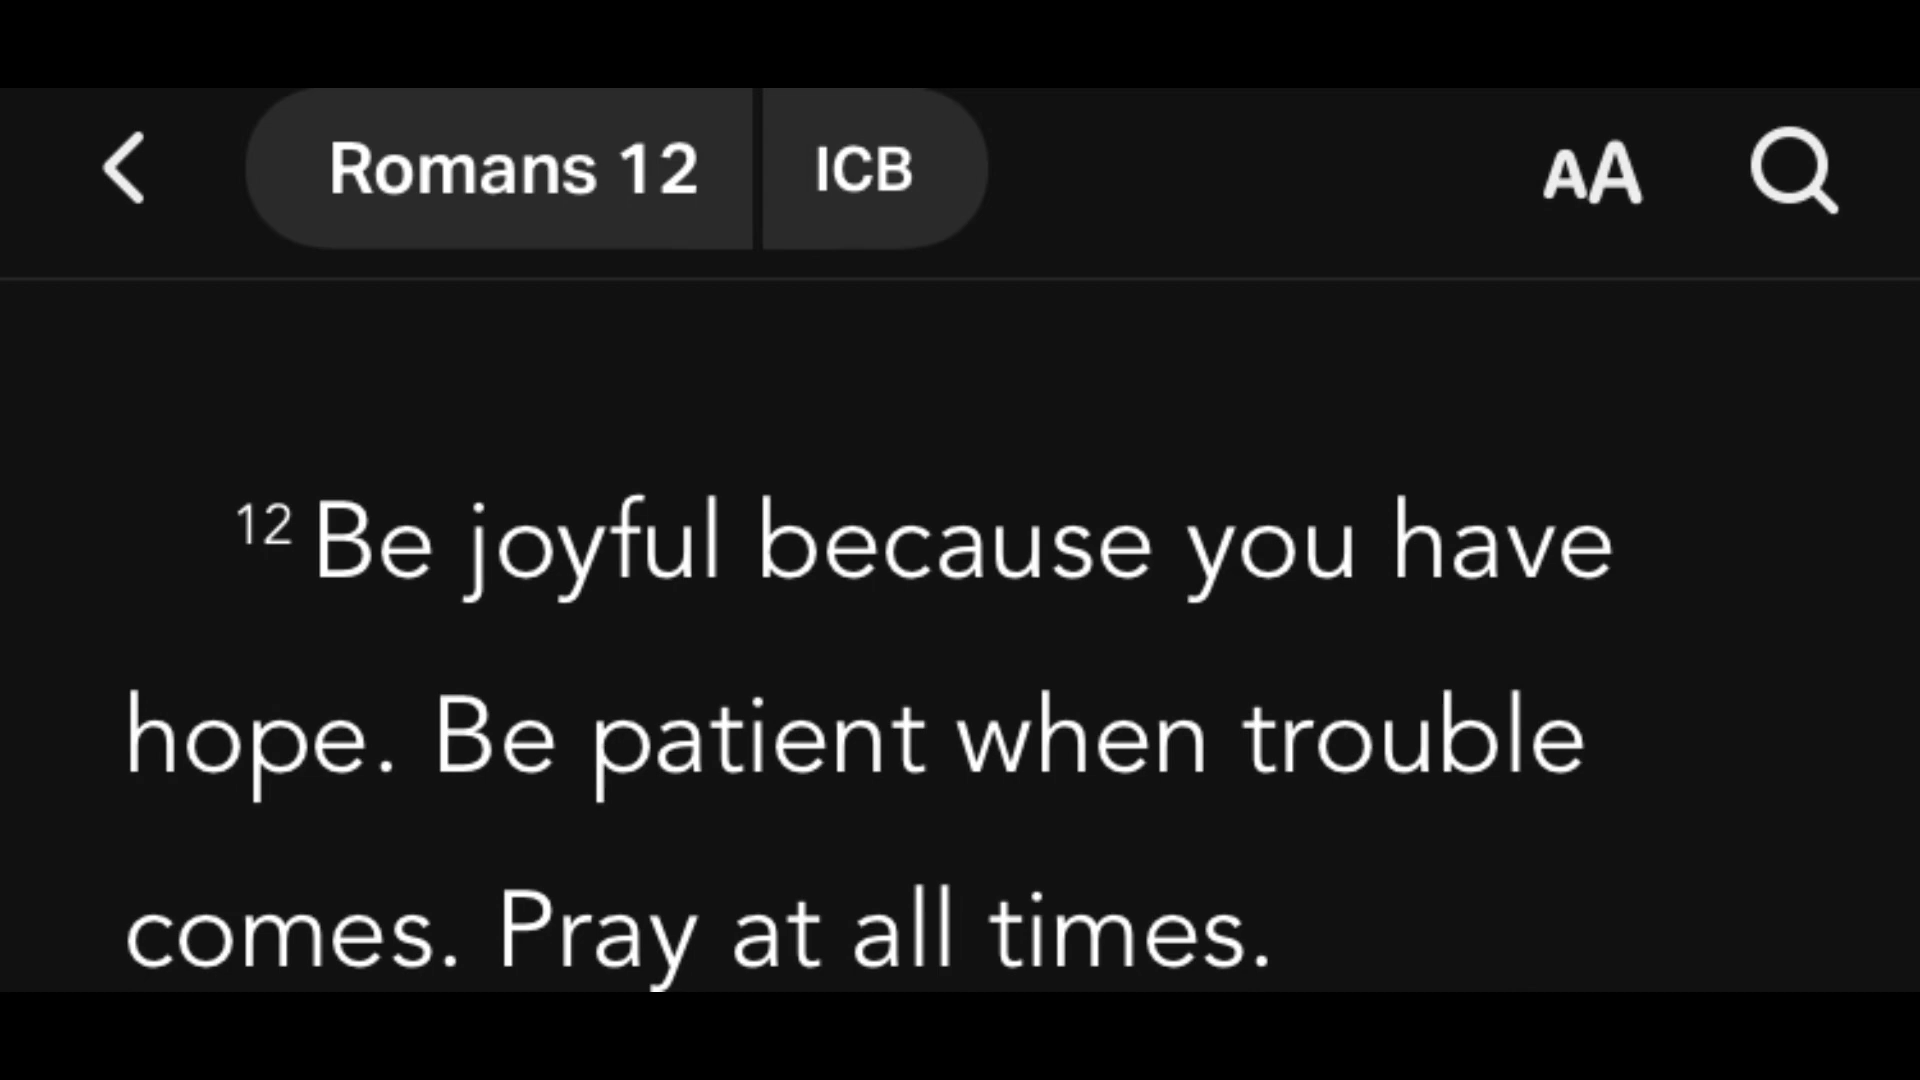 Romans 12 ICB AA
12 Be joyful because you have
hope. Be patient when trouble
comes. Pray at all times.